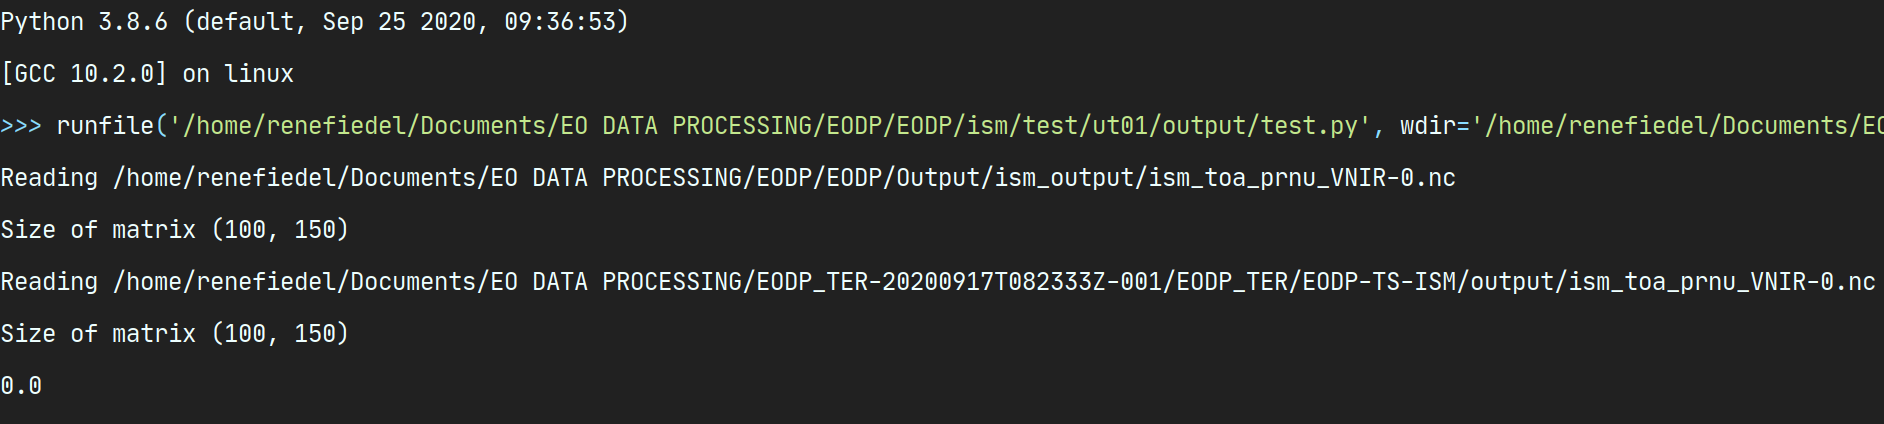 Python 3.8.6 (default, Sep 25 2020, 09:36:53)
[GCC 10.2.0] on linux
>>> runfile('/home/renefiedel/Documents/EO DATA PROCESSING/EODP/EODP/ism/test/ut01/output/test.py', wdir='/home/renefiedel/Documents/EO
Reading /home/renefiedel/Documents/EO DATA PROCESSING/EODP/EODP/Output/ism_output/ism_toa_prnu_VNIR-0.nc
Size of matrix (100, 150)
Reading /home/renefiedel/Documents/EO DATA PROCESSING/EODP_TER-20200917T082333Z-001/EODP_TER/EODP-TS-ISM/output/ism_toa_prnu_VNIR-0.nc
Size of matrix (100, 150)
0.0